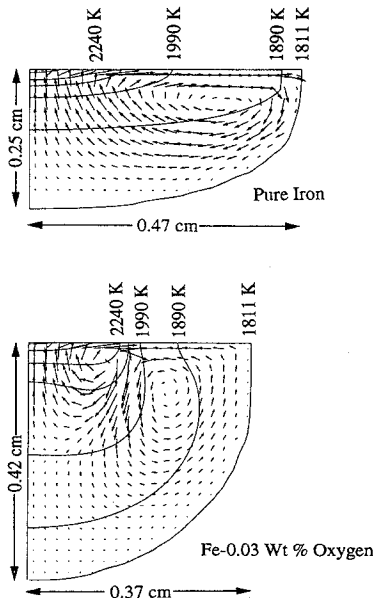 2240 K
1990 K
1890 K
1811 K
0.25 cm
Pure Iron
0.47 cm
2240 K
1990 K
1890 K
1811 K
0.42 cm
Fe-0.03 Wt % Oxygen
0.37 cm